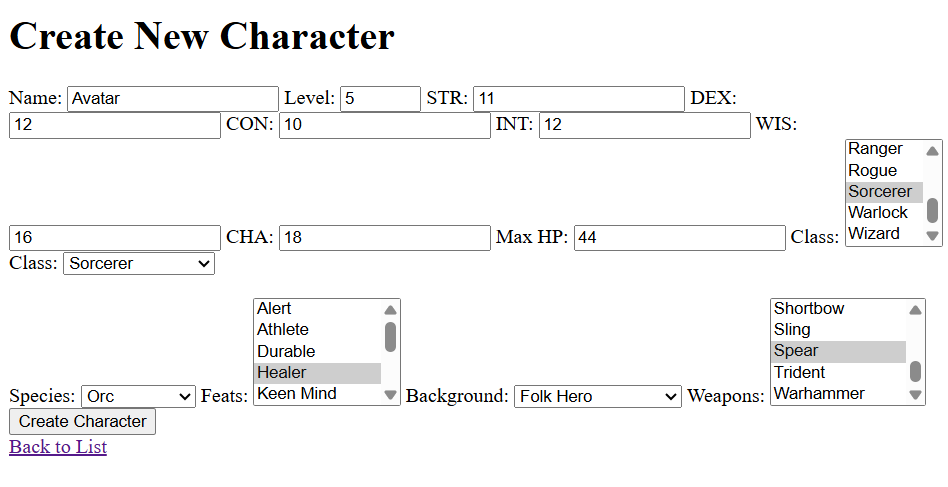 Create New Character
Name: Avatar Level: 5 STR: 11 DEX:
12 CON: 10 INT: 12 WIS:
Ranger
Rogue
Sorcerer
Warlock
Wizard
16 CHA: 18 Max HP: 44 Class:
Class: Sorcerer
Alert
Athlete
Durable
Healer
Keen Mind
Shortbow
Sling
Spear
Trident
Warhammer
Species: Orc Feats: Background: Folk Hero Weapons:
Create Character
Back to List